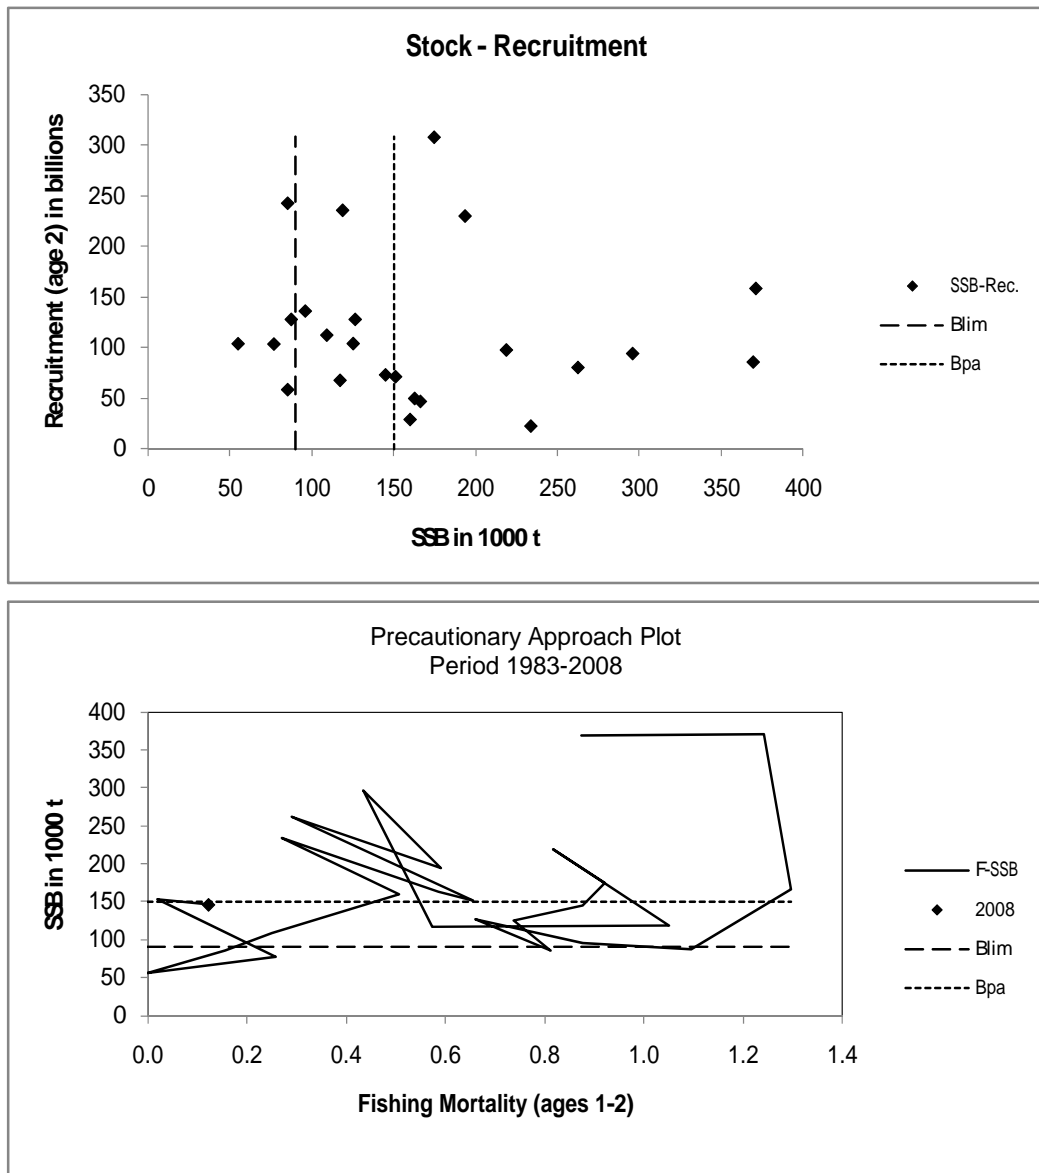 Stock - Recruitment
Recruitment (age 2) in billions
350
300
250
200
150
100
50
0
0 50 100 150 200 250 300 350 400
SSB in 1000 t
SSB-Rec.
Blim
Bpa
Precautionary Approach Plot
Period 1983-2008
SSB in 1000 t
400
350
300
250
200
150
100
50
0
0.0 0.2 0.4 0.6 0.8 1.0 1.2 1.4
Fishing Mortality (ages 1-2)
F-SSB
2008
Blim
Bpa